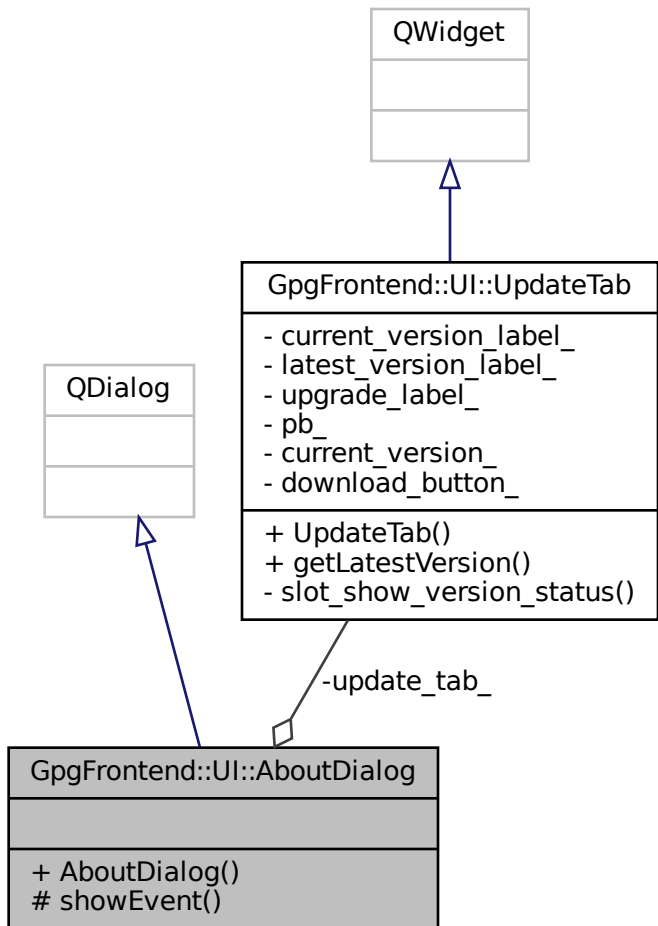 QWidget
GpgFrontend::UI::UpdateTab
- current_version_label_
- latest_version_label_
- upgrade_label_
- pb_
- current_version_
- download_button_
+ UpdateTab()
+ getLatestVersion()
- slot_show_version_status()
QDialog
-update_tab_
GpgFrontend::UI::AboutDialog
+ AboutDialog()
# showEvent()